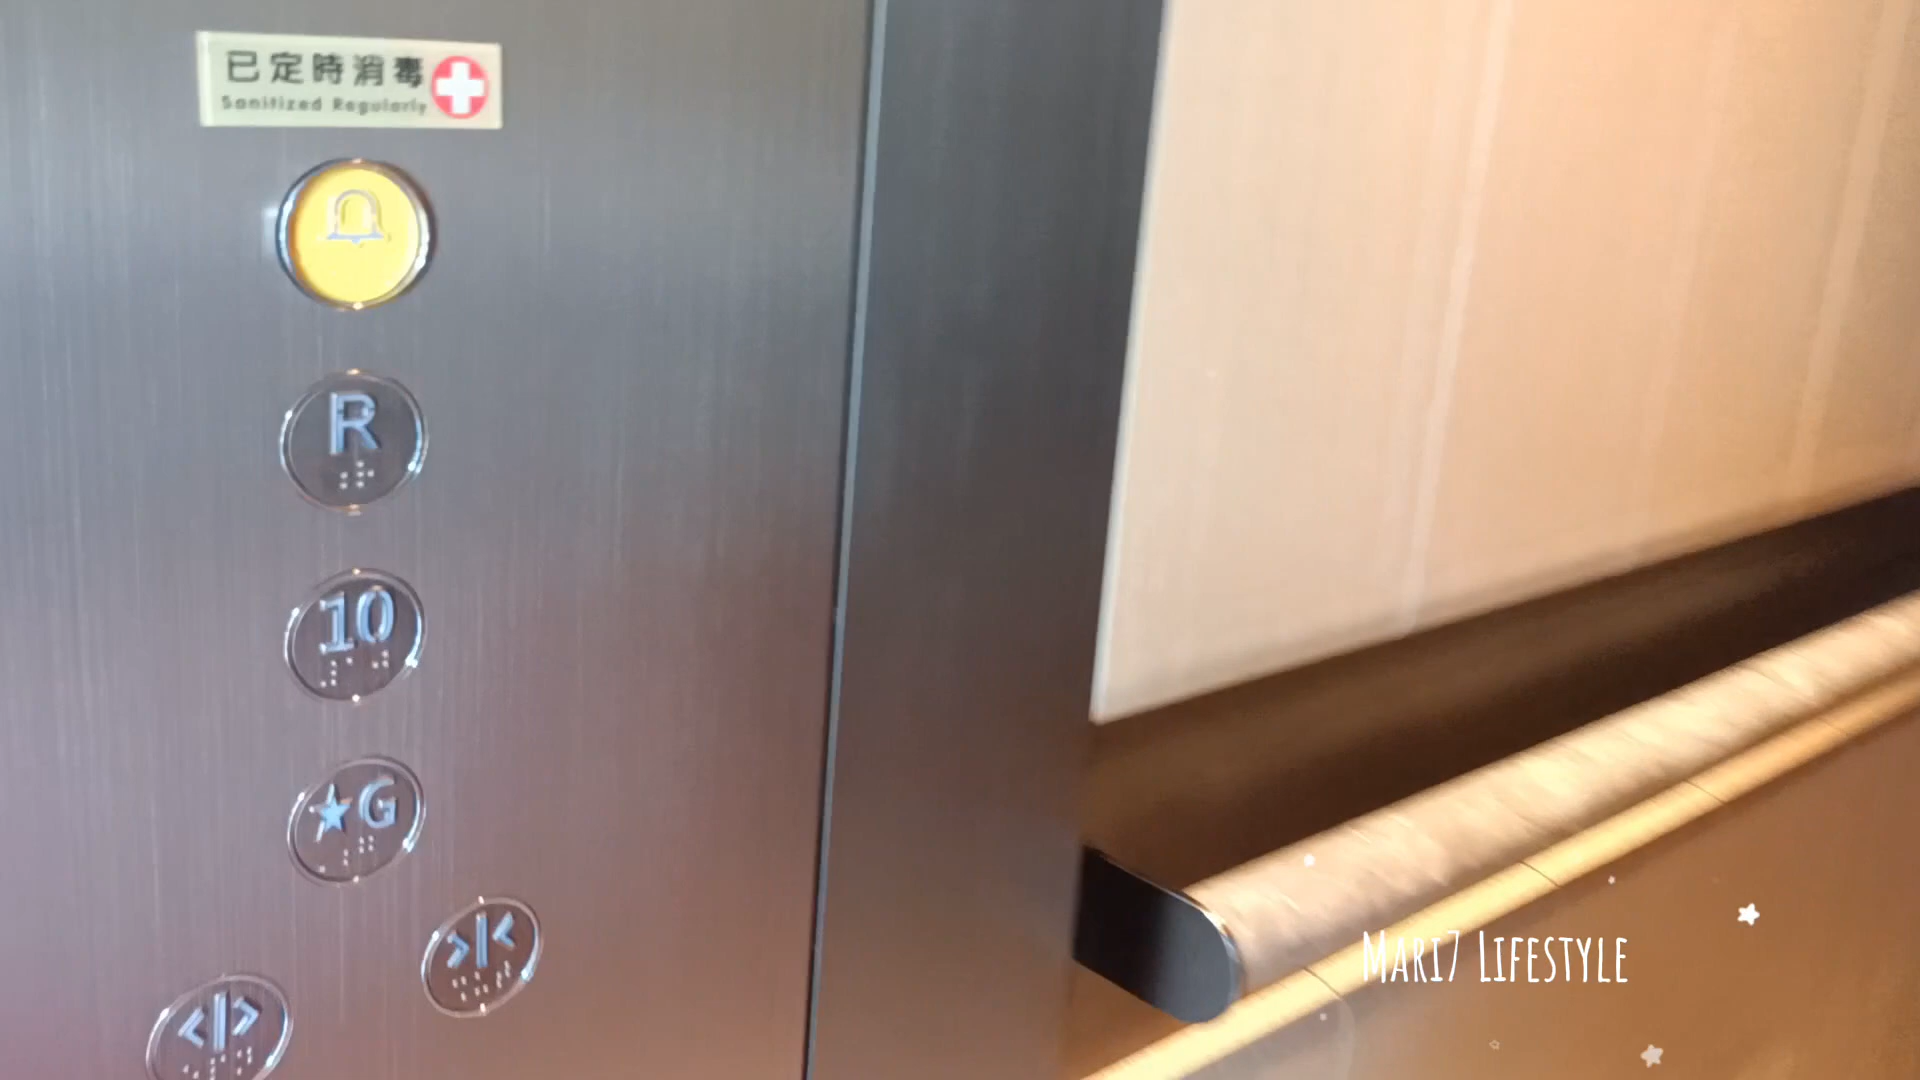 已定時消毒
Sanitized Regularly
R
10
★G
>|<
<|>
Mari7 Lifestyle